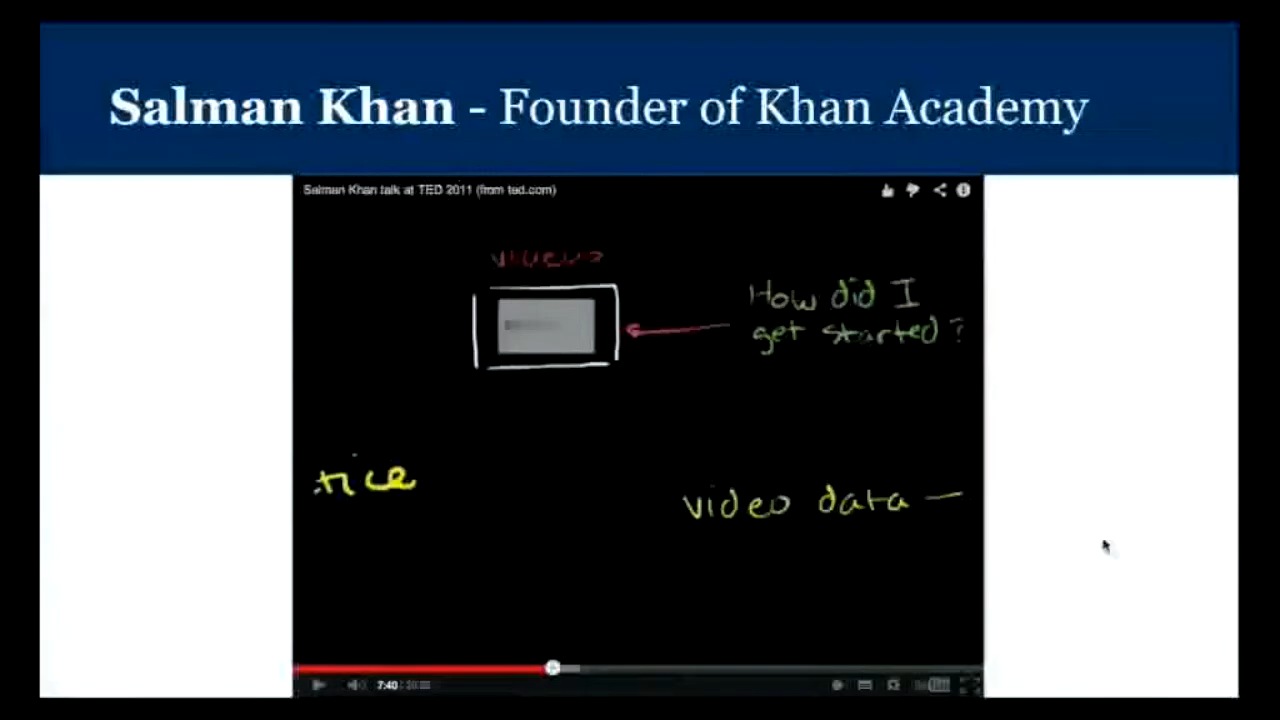 Salman Khan - Founder of Khan Academy
Salman Khan talk at TED 2011 (from ted.com)
How did I
get started?
tice
video data —
7:40